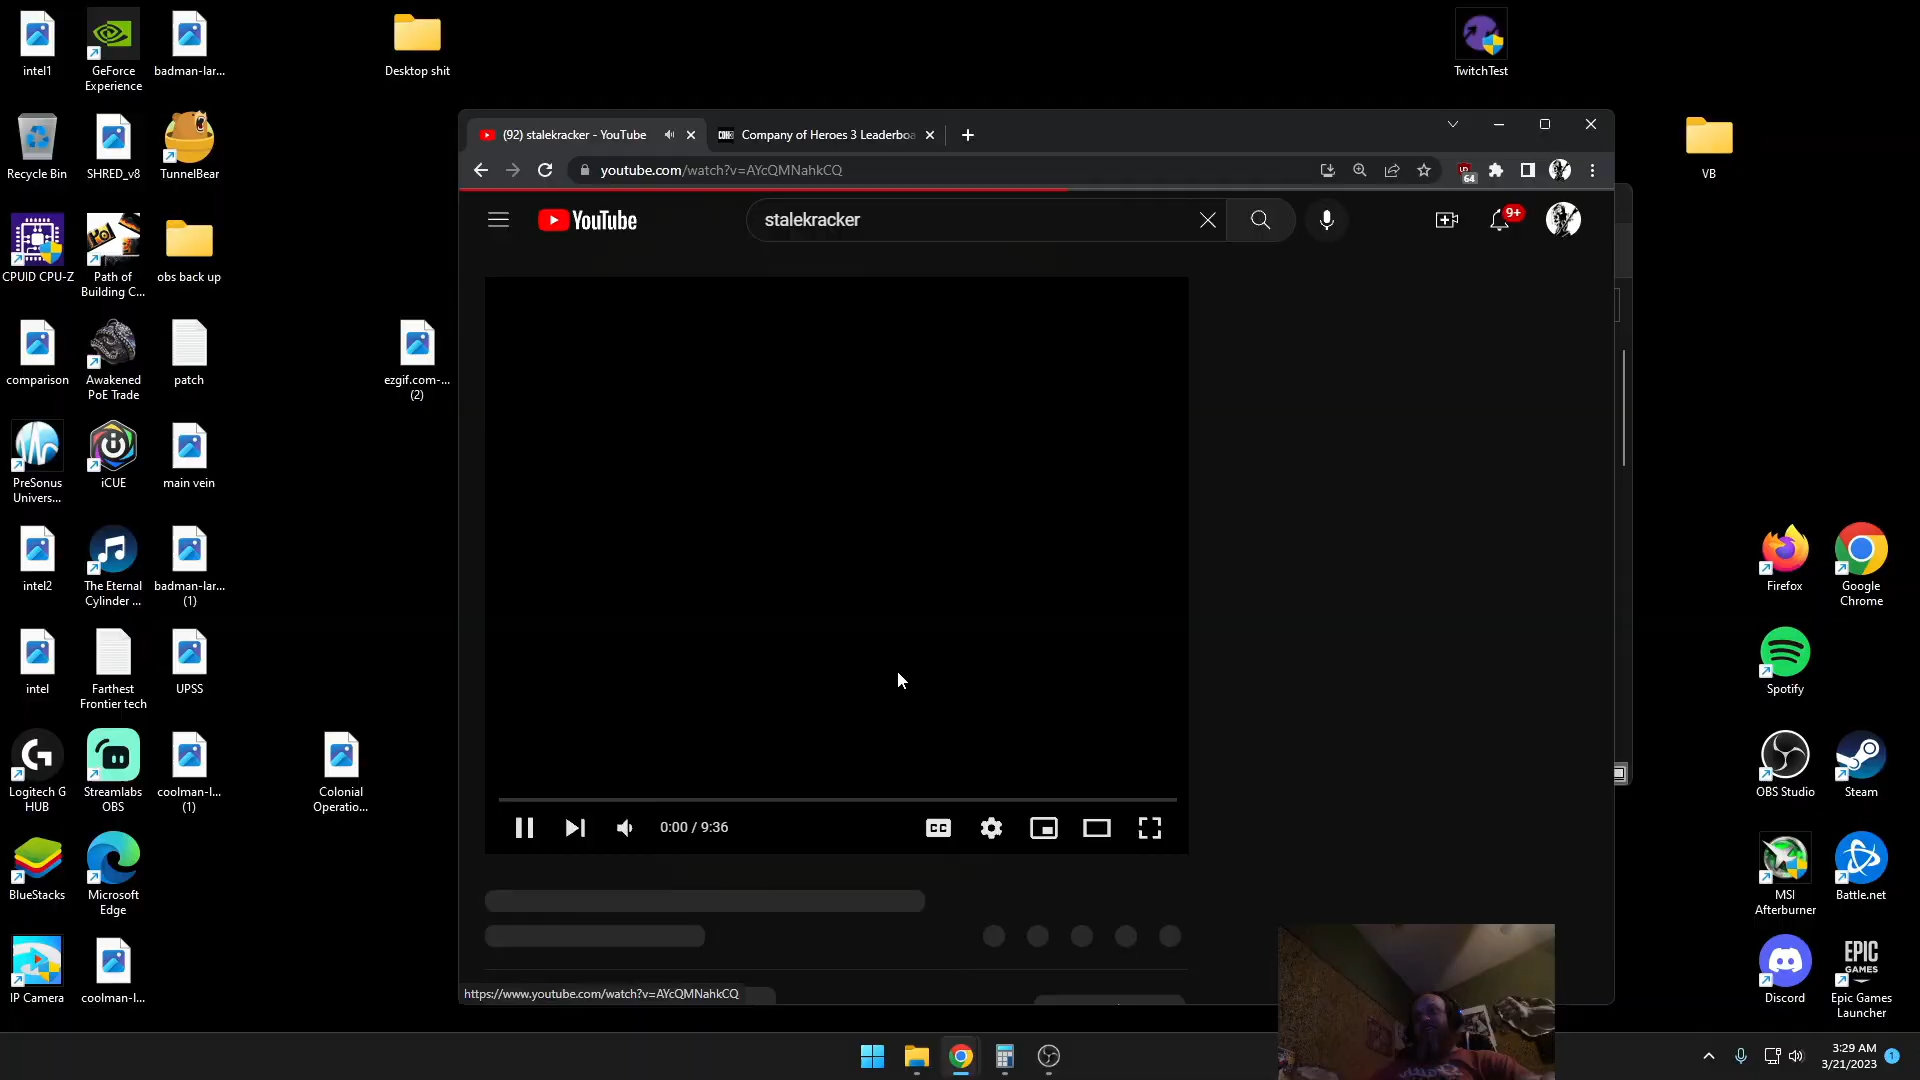 intel1
GeForce
Experience
badman-lar...
Desktop shit
TwitchTest
Recycle Bin
SHRED_v8
TunnelBear
(92) stalekracker - YouTube
COH3
Company of Heroes 3 Leaderboa
youtube.com/watch?v=AYcQMNahkCQ
64
VB
YouTube
stalekracker
9+
CPUID CPU-Z
Path of
Building C...
obs back up
comparison
Awakened
PoE Trade
patch
ezgif.com-...
(2)
PreSonus
Univers...
iCUE
main vein
intel2
The Eternal
Cylinder ...
badman-lar...
(1)
Firefox
Google
Chrome
intel
Farthest
Frontier tech
UPSS
Spotify
Logitech G
HUB
Streamlabs
OBS
coolman-l...
(1)
Colonial
Operatio...
OBS Studio
Steam
0:00 / 9:36
CC
BlueStacks
Microsoft
Edge
MSI
Afterburner
Battle.net
IP Camera
coolman-l...
https://www.youtube.com/watch?v=AYcQMNahkCQ
EPIC
GAMES
Discord
Epic Games
Launcher
3:29 AM
3/21/2023
1